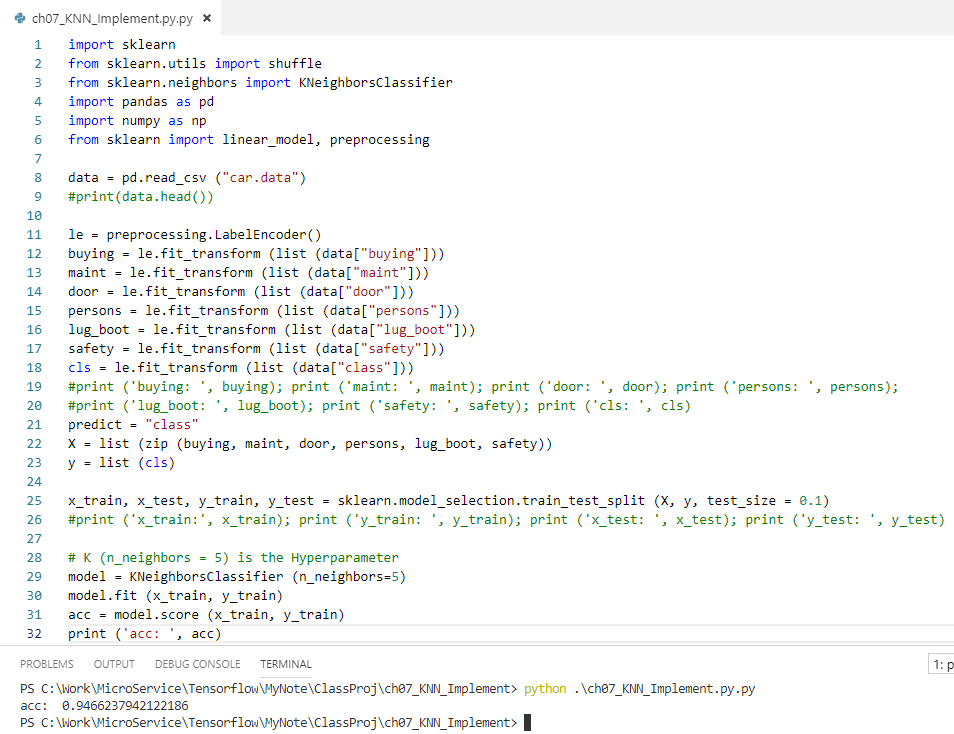 ch07_KNN_Implement.py.py ×
1 import sklearn
2 from sklearn.utils import shuffle
3 from sklearn.neighbors import KNeighborsClassifier
4 import pandas as pd
5 import numpy as np
6 from sklearn import linear_model, preprocessing
7
8 data = pd.read_csv ("car.data")
9 #print(data.head())
10
11 le = preprocessing.LabelEncoder()
12 buying = le.fit_transform (list (data["buying"]))
13 maint = le.fit_transform (list (data["maint"]))
14 door = le.fit_transform (list (data["door"]))
15 persons = le.fit_transform (list (data["persons"]))
16 lug_boot = le.fit_transform (list (data["lug_boot"]))
17 safety = le.fit_transform (list (data["safety"]))
18 cls = le.fit_transform (list (data["class"]))
19 #print ('buying: ', buying); print ('maint: ', maint); print ('door: ', door); print ('persons: ', persons);
20 #print ('lug_boot: ', lug_boot); print ('safety: ', safety); print ('cls: ', cls)
21 predict = "class"
22 X = list (zip (buying, maint, door, persons, lug_boot, safety))
23 y = list (cls)
24
25 x_train, x_test, y_train, y_test = sklearn.model_selection.train_test_split (X, y, test_size = 0.1)
26 #print ('x_train:', x_train); print ('y_train: ', y_train); print ('x_test: ', x_test); print ('y_test: ', y_test)
27
28 # K (n_neighbors = 5) is the Hyperparameter
29 model = KNeighborsClassifier (n_neighbors=5)
30 model.fit (x_train, y_train)
31 acc = model.score (x_train, y_train)
32 print ('acc: ', acc)
PROBLEMS OUTPUT DEBUG CONSOLE TERMINAL 1: p
PS C:\Work\MicroService\Tensorflow\MyNote\ClassProj\ch07_KNN_Implement> python .\ch07_KNN_Implement.py.py
acc:  0.9466237942122186
PS C:\Work\MicroService\Tensorflow\MyNote\ClassProj\ch07_KNN_Implement>